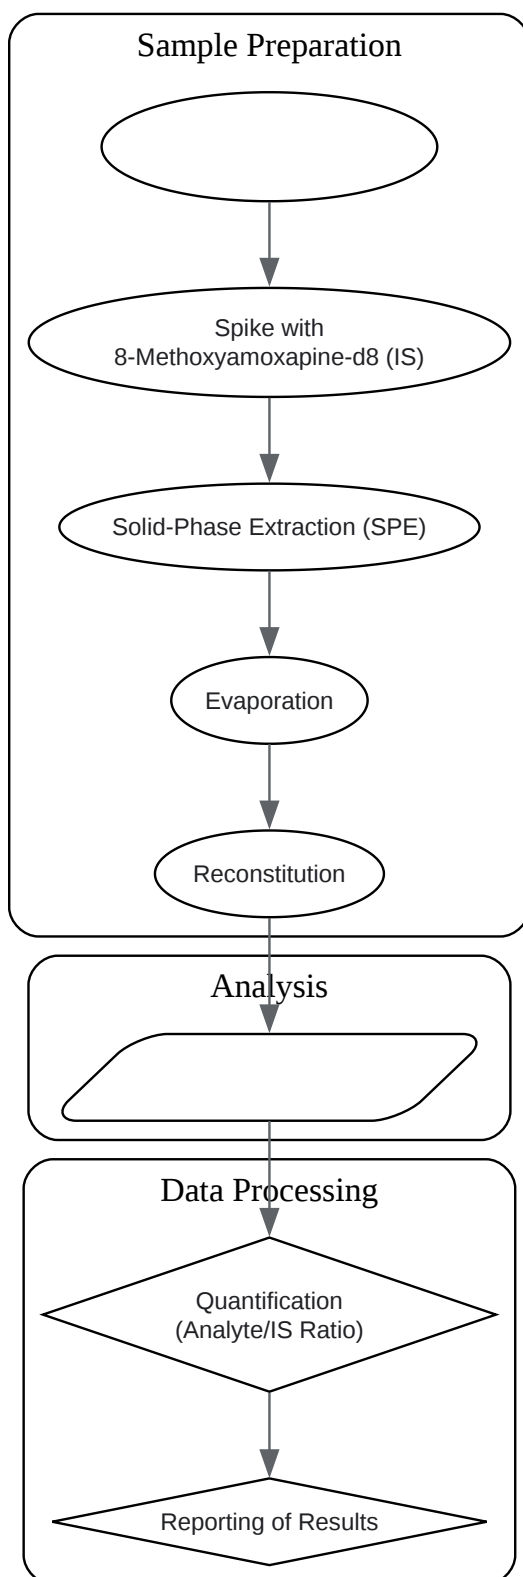 Sample Preparation
Spike with
8-Methoxyamoxapine-d8 (IS)
Solid-Phase Extraction (SPE)
Evaporation
Reconstitution
Analysis
Data Processing
Quantification
(Analyte/IS Ratio)
Reporting of Results